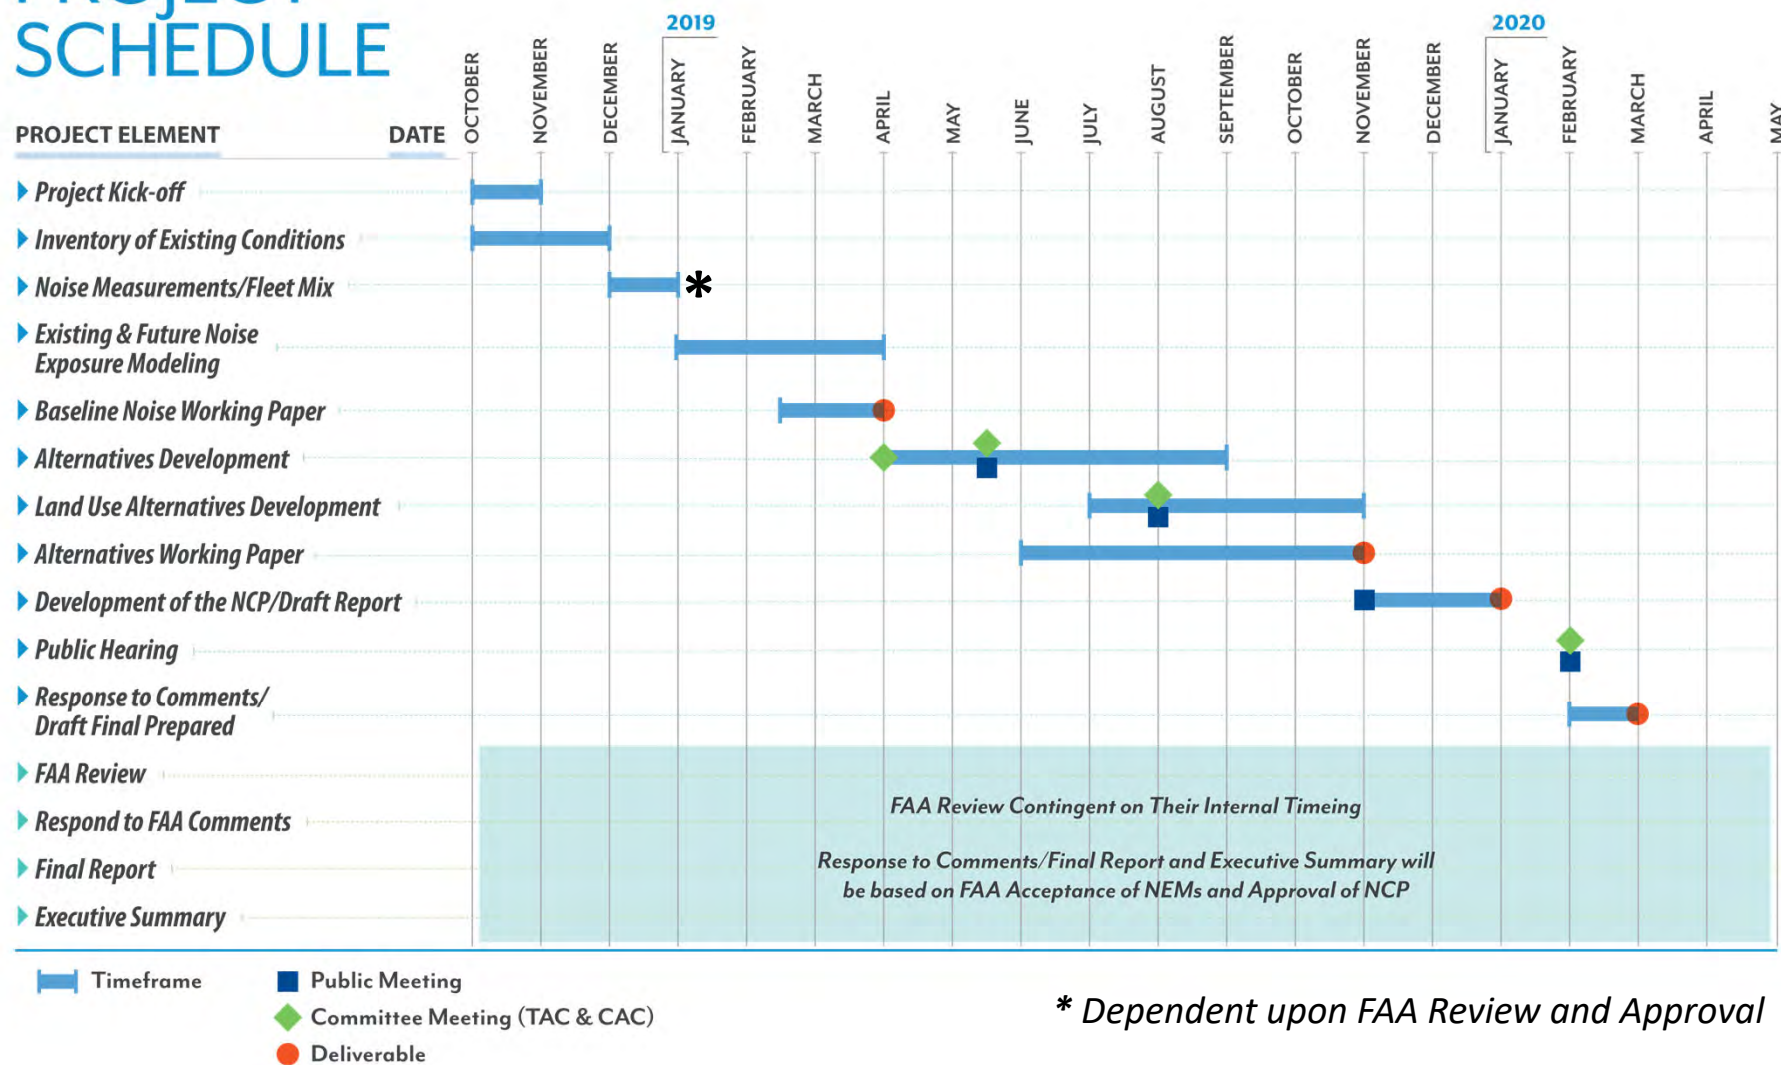 PROJECT
SCHEDULE
2019
2020
PROJECT ELEMENT
DATE
OCTOBER
NOVEMBER
DECEMBER
JANUARY
FEBRUARY
MARCH
APRIL
MAY
JUNE
JULY
AUGUST
SEPTEMBER
OCTOBER
NOVEMBER
DECEMBER
JANUARY
FEBRUARY
MARCH
APRIL
MAY
Project Kick-off
Inventory of Existing Conditions
Noise Measurements/Fleet Mix
*
Existing & Future Noise
Exposure Modeling
Baseline Noise Working Paper
Alternatives Development
Land Use Alternatives Development
Alternatives Working Paper
Development of the NCP/Draft Report
Public Hearing
Response to Comments/
Draft Final Prepared
FAA Review
Respond to FAA Comments
Final Report
Executive Summary
FAA Review Contingent on Their Internal Timeing
Response to Comments/Final Report and Executive Summary will
be based on FAA Acceptance of NEMs and Approval of NCP
Timeframe
Public Meeting
Committee Meeting (TAC & CAC)
Deliverable
* Dependent upon FAA Review and Approval